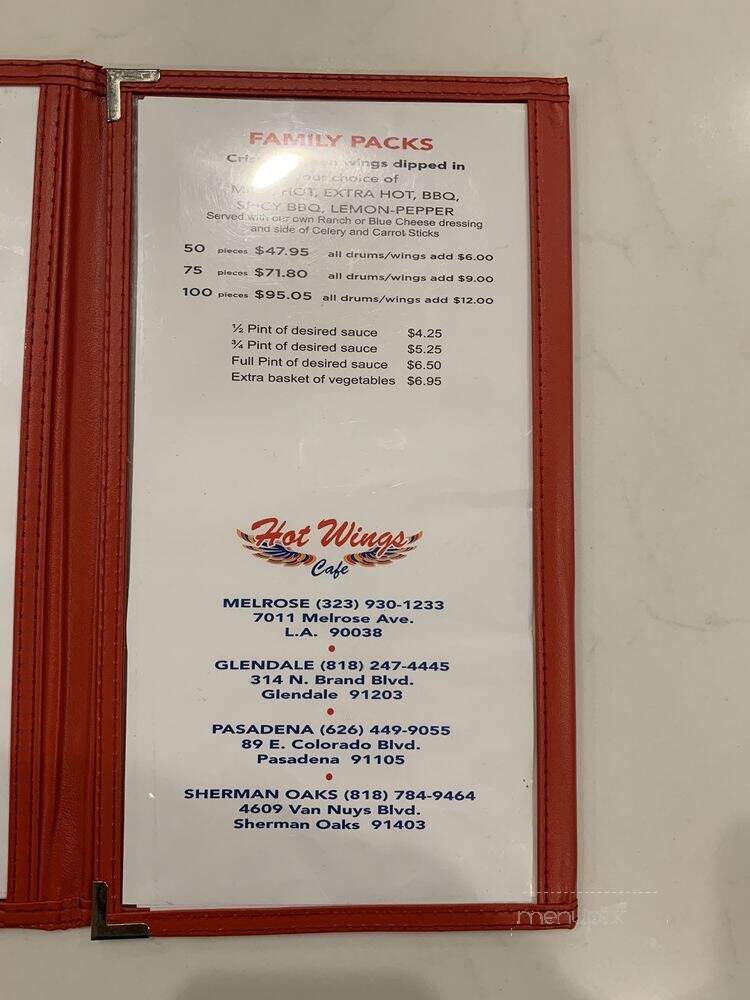 FAMILY PACKS
wings dipped in
your choice of
HOT, EXTRA HOT, BBQ,
SPICY BBQ, LEMON-PEPPER
Served with our own Ranch or Blue Cheese dressing
and side of Celery and Carrot Sticks
50 pieces $47.95 all drums/wings add $6.00
75 pieces $71.80 all drums/wings add $9.00
100 pieces $95.05 all drums/wings add $12.00
½ Pint of desired sauce $4.25
¾ Pint of desired sauce $5.25
Full Pint of desired sauce $6.50
Extra basket of vegetables $6.95
Hot Wings
Cafe
MELROSE (323) 930-1233
7011 Melrose Ave.
L.A. 90038
GLENDALE (818) 247-4445
314 N. Brand Blvd.
Glendale 91203
PASADENA (626) 449-9055
89 E. Colorado Blvd.
Pasadena 91105
SHERMAN OAKS (818) 784-9464
4609 Van Nuys Blvd.
Sherman Oaks 91403
menupix